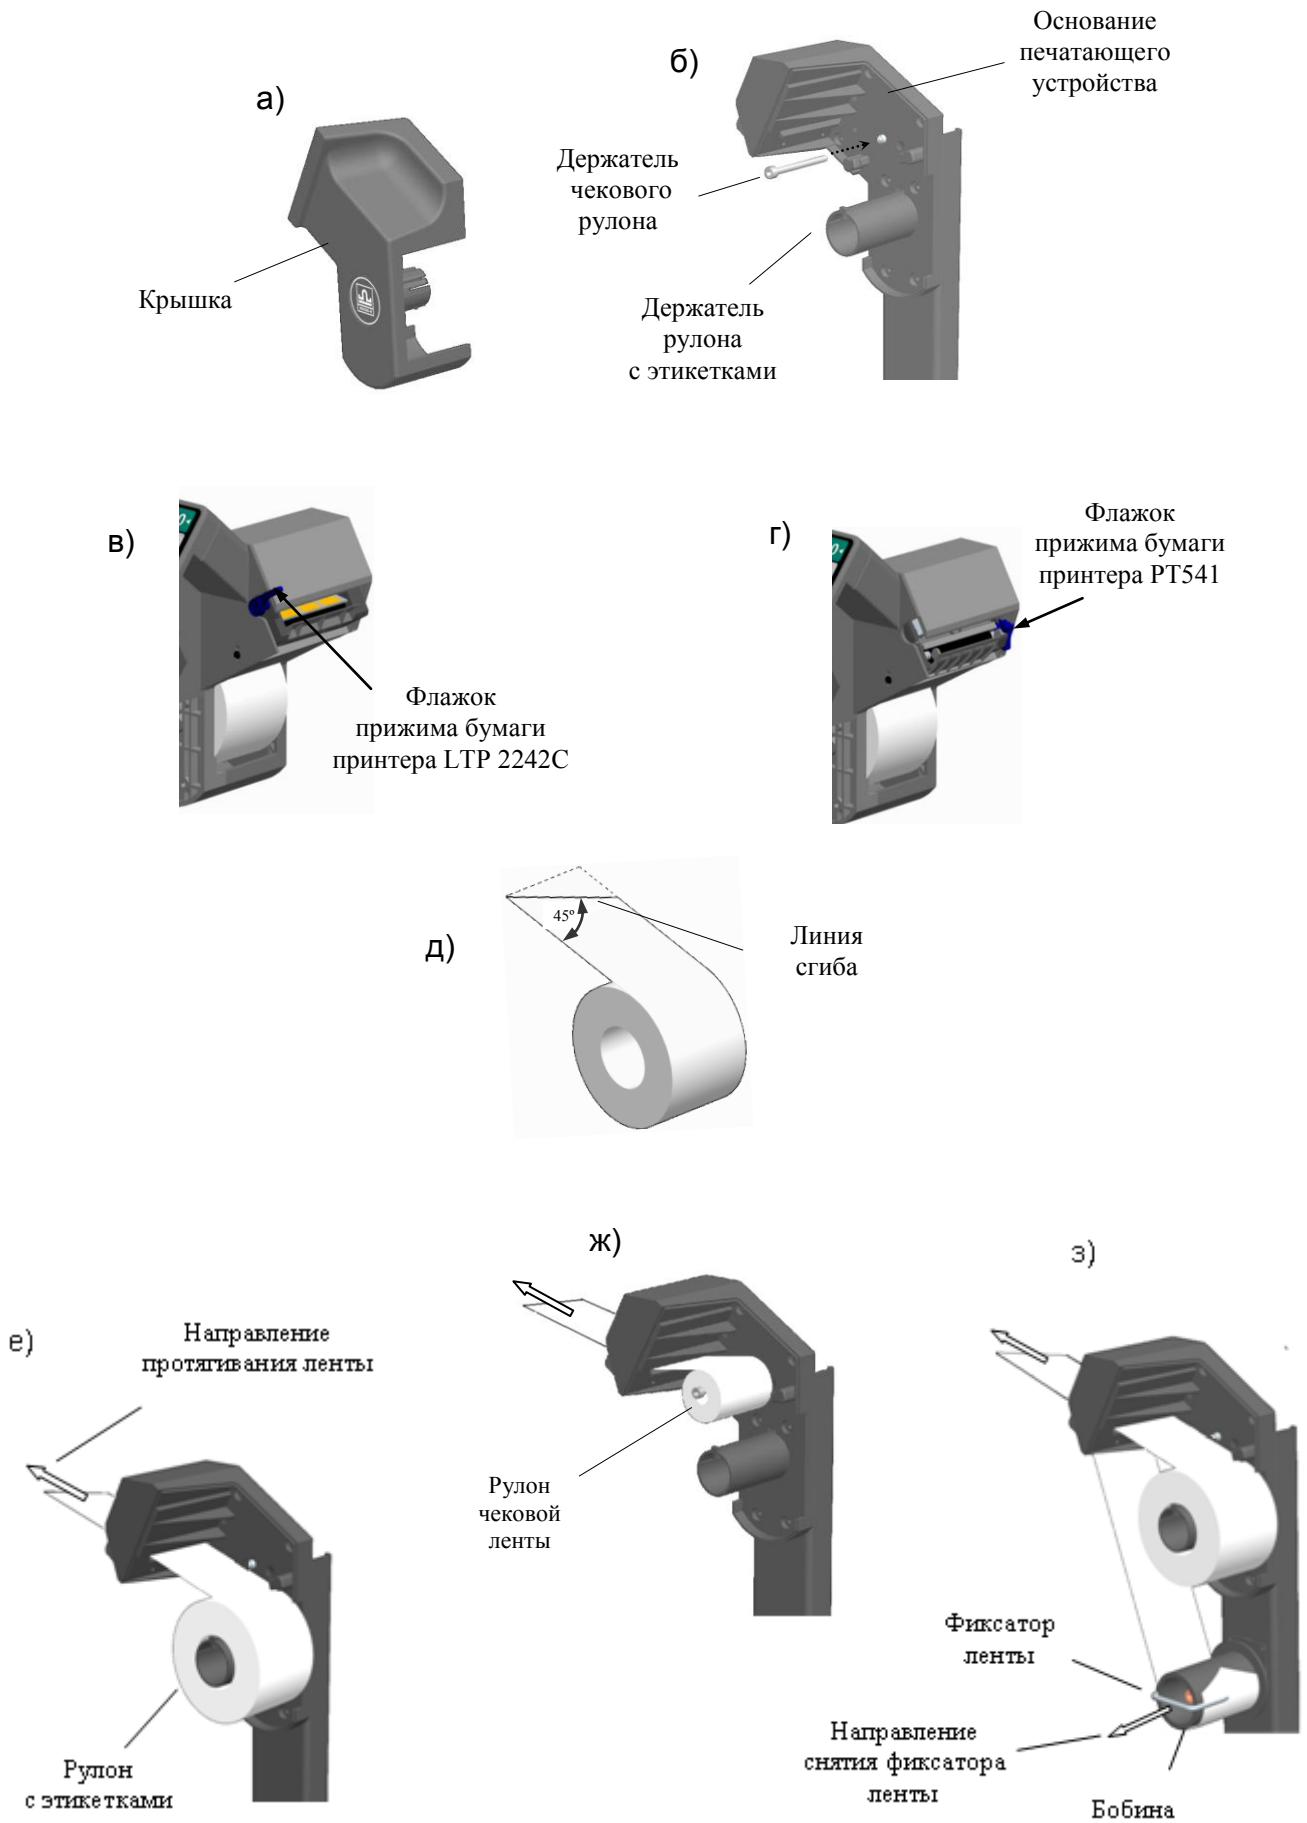 а)
Крышка
б)
Основание
печатающего
устройства
Держатель
чекового
рулона
Держатель
рулона
с этикетками
в)
Флажок
прижима бумаги
принтера LTP 2242C
г)
Флажок
прижима бумаги
принтера PT541
д)
45°
Линия
сгиба
е)
Направление
протягивания ленты
Рулон
с этикетками
ж)
Рулон
чековой
ленты
з)
Фиксатор
ленты
Направление
снятия фиксатора
ленты
Бобина